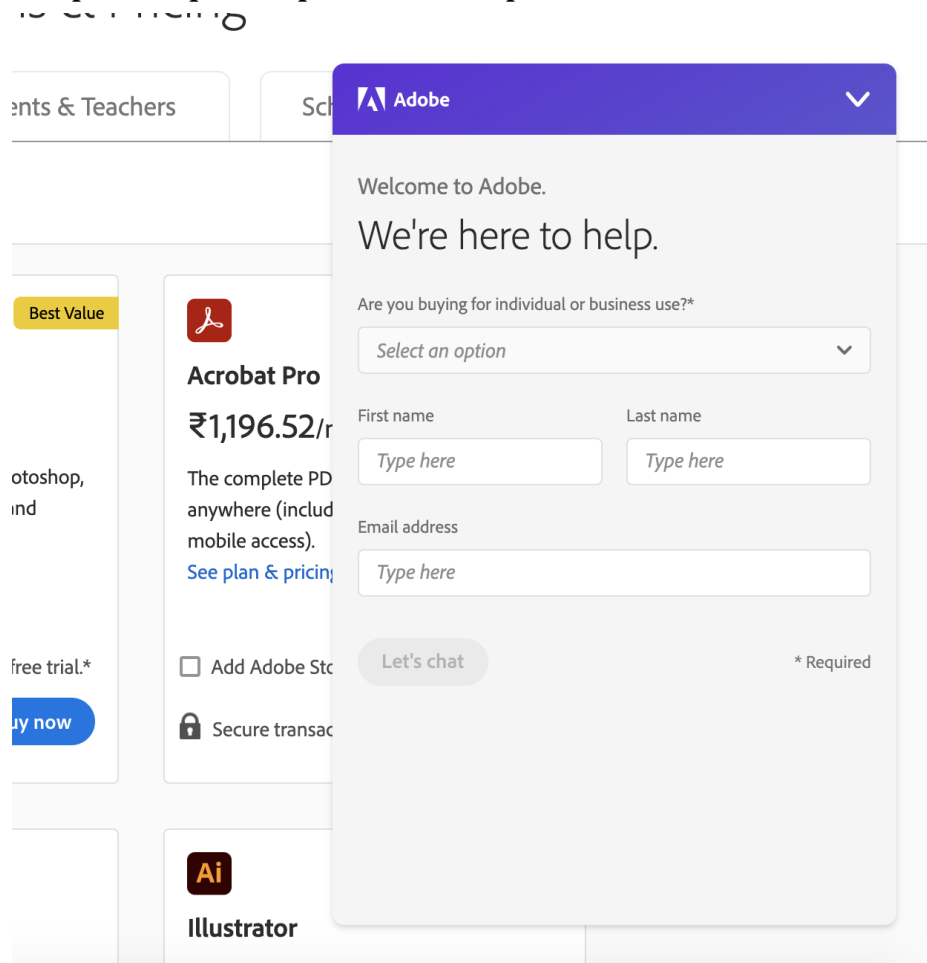 ents & Teachers
Sch
Adobe
Welcome to Adobe.
We're here to help.
Are you buying for individual or business use?*
Select an option
First name
Last name
Type here
Type here
Email address
Type here
Let's chat
* Required
Best Value
otoshop,
and
free trial.*
uy now
Acrobat Pro
₹1,196.52/
The complete PD
anywhere (includ
mobile access).
See plan & pricing
Add Adobe Sto
Secure transac
Ai
Illustrator